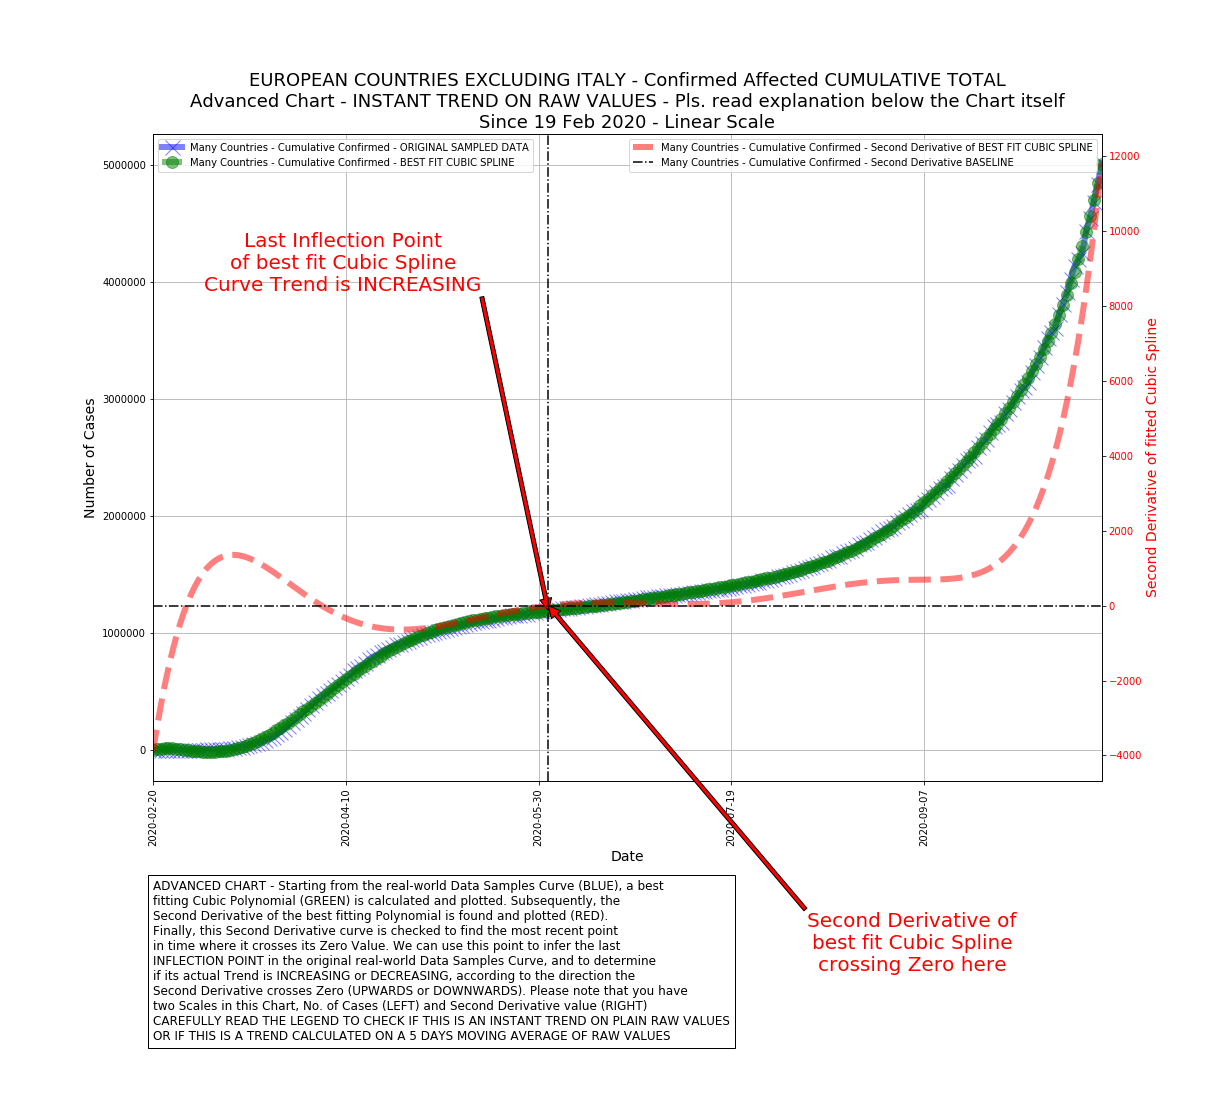 EUROPEAN COUNTRIES EXCLUDING ITALY - Confirmed Affected CUMULATIVE TOTAL
Advanced Chart - INSTANT TREND ON RAW VALUES - Pls. read explanation below the Chart itself
Since 19 Feb 2020 - Linear Scale
Many Countries - Cumulative Confirmed - ORIGINAL SAMPLED DATA
Many Countries - Cumulative Confirmed - BEST FIT CUBIC SPLINE
Many Countries - Cumulative Confirmed - Second Derivative of BEST FIT CUBIC SPLINE
Many Countries - Cumulative Confirmed - Second Derivative BASELINE
Last Inflection Point
of best fit Cubic Spline
Curve Trend is INCREASING
Number of Cases
5000000
4000000
3000000
2000000
1000000
0
12000
10000
8000
6000
4000
2000
0
−2000
−4000
Second Derivative of fitted Cubic Spline
2020-02-20
2020-04-10
2020-05-30
2020-07-19
2020-09-07
Date
Second Derivative of
best fit Cubic Spline
crossing Zero here
ADVANCED CHART - Starting from the real-world Data Samples Curve (BLUE), a best
fitting Cubic Polynomial (GREEN) is calculated and plotted. Subsequently, the
Second Derivative of the best fitting Polynomial is found and plotted (RED).
Finally, this Second Derivative curve is checked to find the most recent point
in time where it crosses its Zero Value. We can use this point to infer the last
INFLECTION POINT in the original real-world Data Samples Curve, and to determine
if its actual Trend is INCREASING or DECREASING, according to the direction the
Second Derivative crosses Zero (UPWARDS or DOWNWARDS). Please note that you have
two Scales in this Chart, No. of Cases (LEFT) and Second Derivative value (RIGHT)
CAREFULLY READ THE LEGEND TO CHECK IF THIS IS AN INSTANT TREND ON PLAIN RAW VALUES
OR IF THIS IS A TREND CALCULATED ON A 5 DAYS MOVING AVERAGE OF RAW VALUES